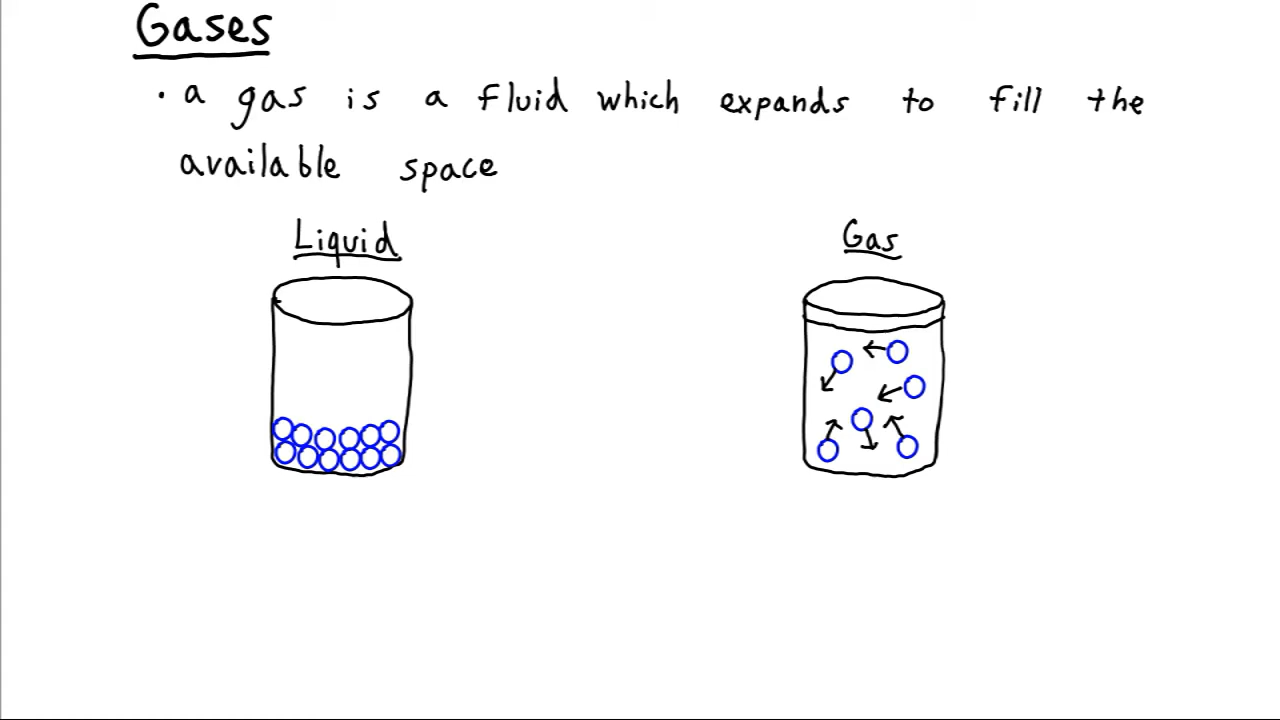 Gases
• a gas is a fluid which expands to fill the
available space
Liquid
Gas